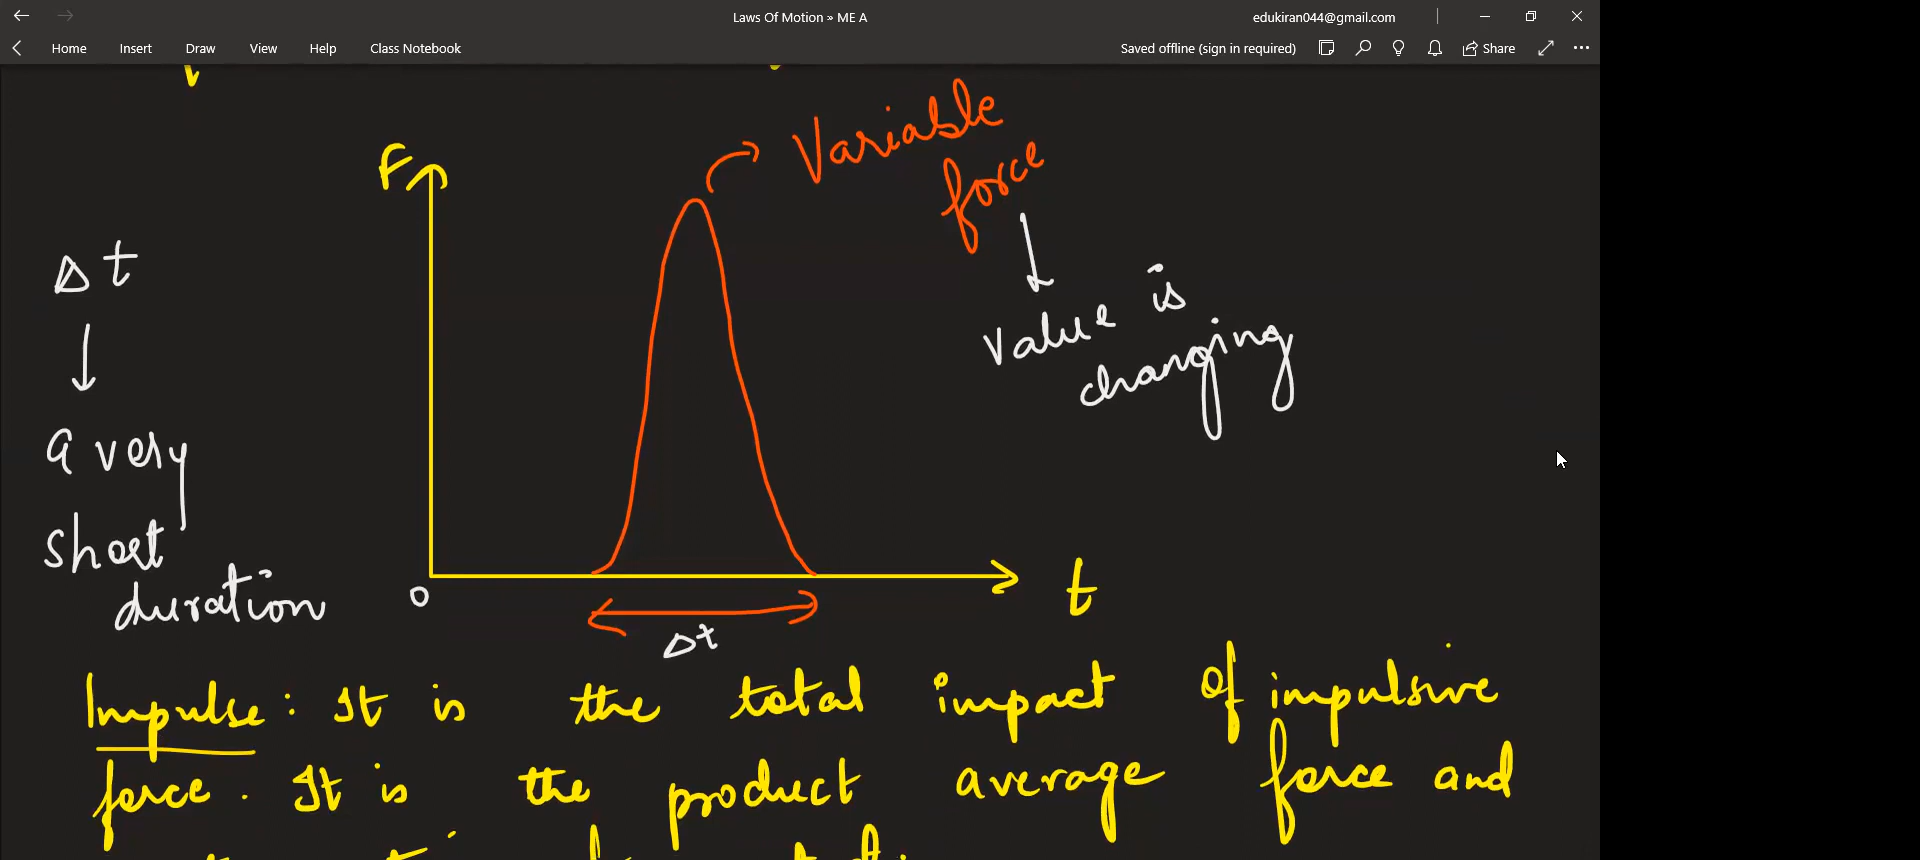 Laws Of Motion » ME A
edukiran044@gmail.com
Home Insert Draw View Help Class Notebook
Saved offline (sign in required) Share
F
Variable
force
Value is
changing
Δt
a very
short
duration
0
t
Δt
Impulse: It is the total impact of impulsive
force. It is the product average force and